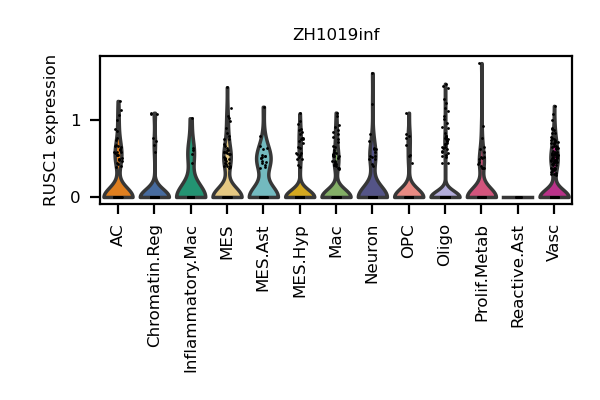 ZH1019inf
RUSC1 expression
1
0
AC
Chromatin.Reg
Inflammatory.Mac
MES
MES.Ast
MES.Hyp
Mac
Neuron
OPC
Oligo
Prolif.Metab
Reactive.Ast
Vasc